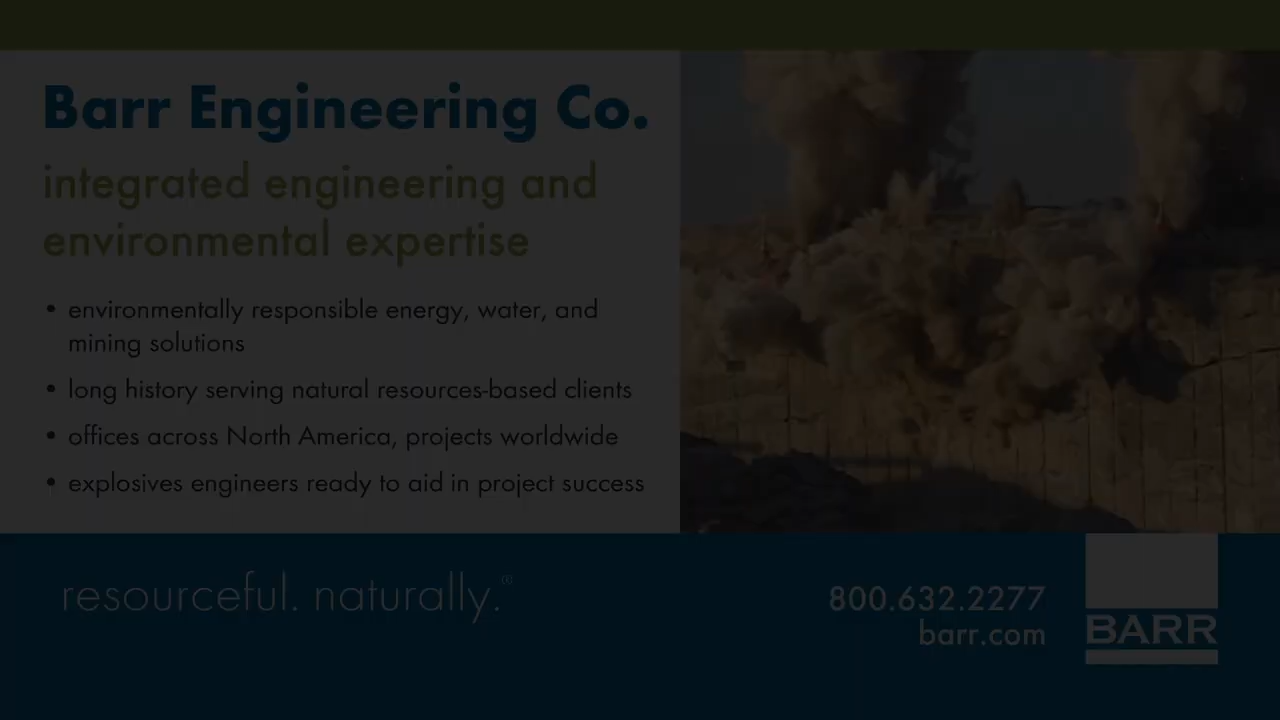 Barr Engineering Co.
integrated engineering and
environmental expertise
• environmentally responsible energy, water, and
mining solutions
• long history serving natural resources-based clients
• offices across North America, projects worldwide
• explosives engineers ready to aid in project success
resourceful. naturally.®
800.632.2277
barr.com
BARR